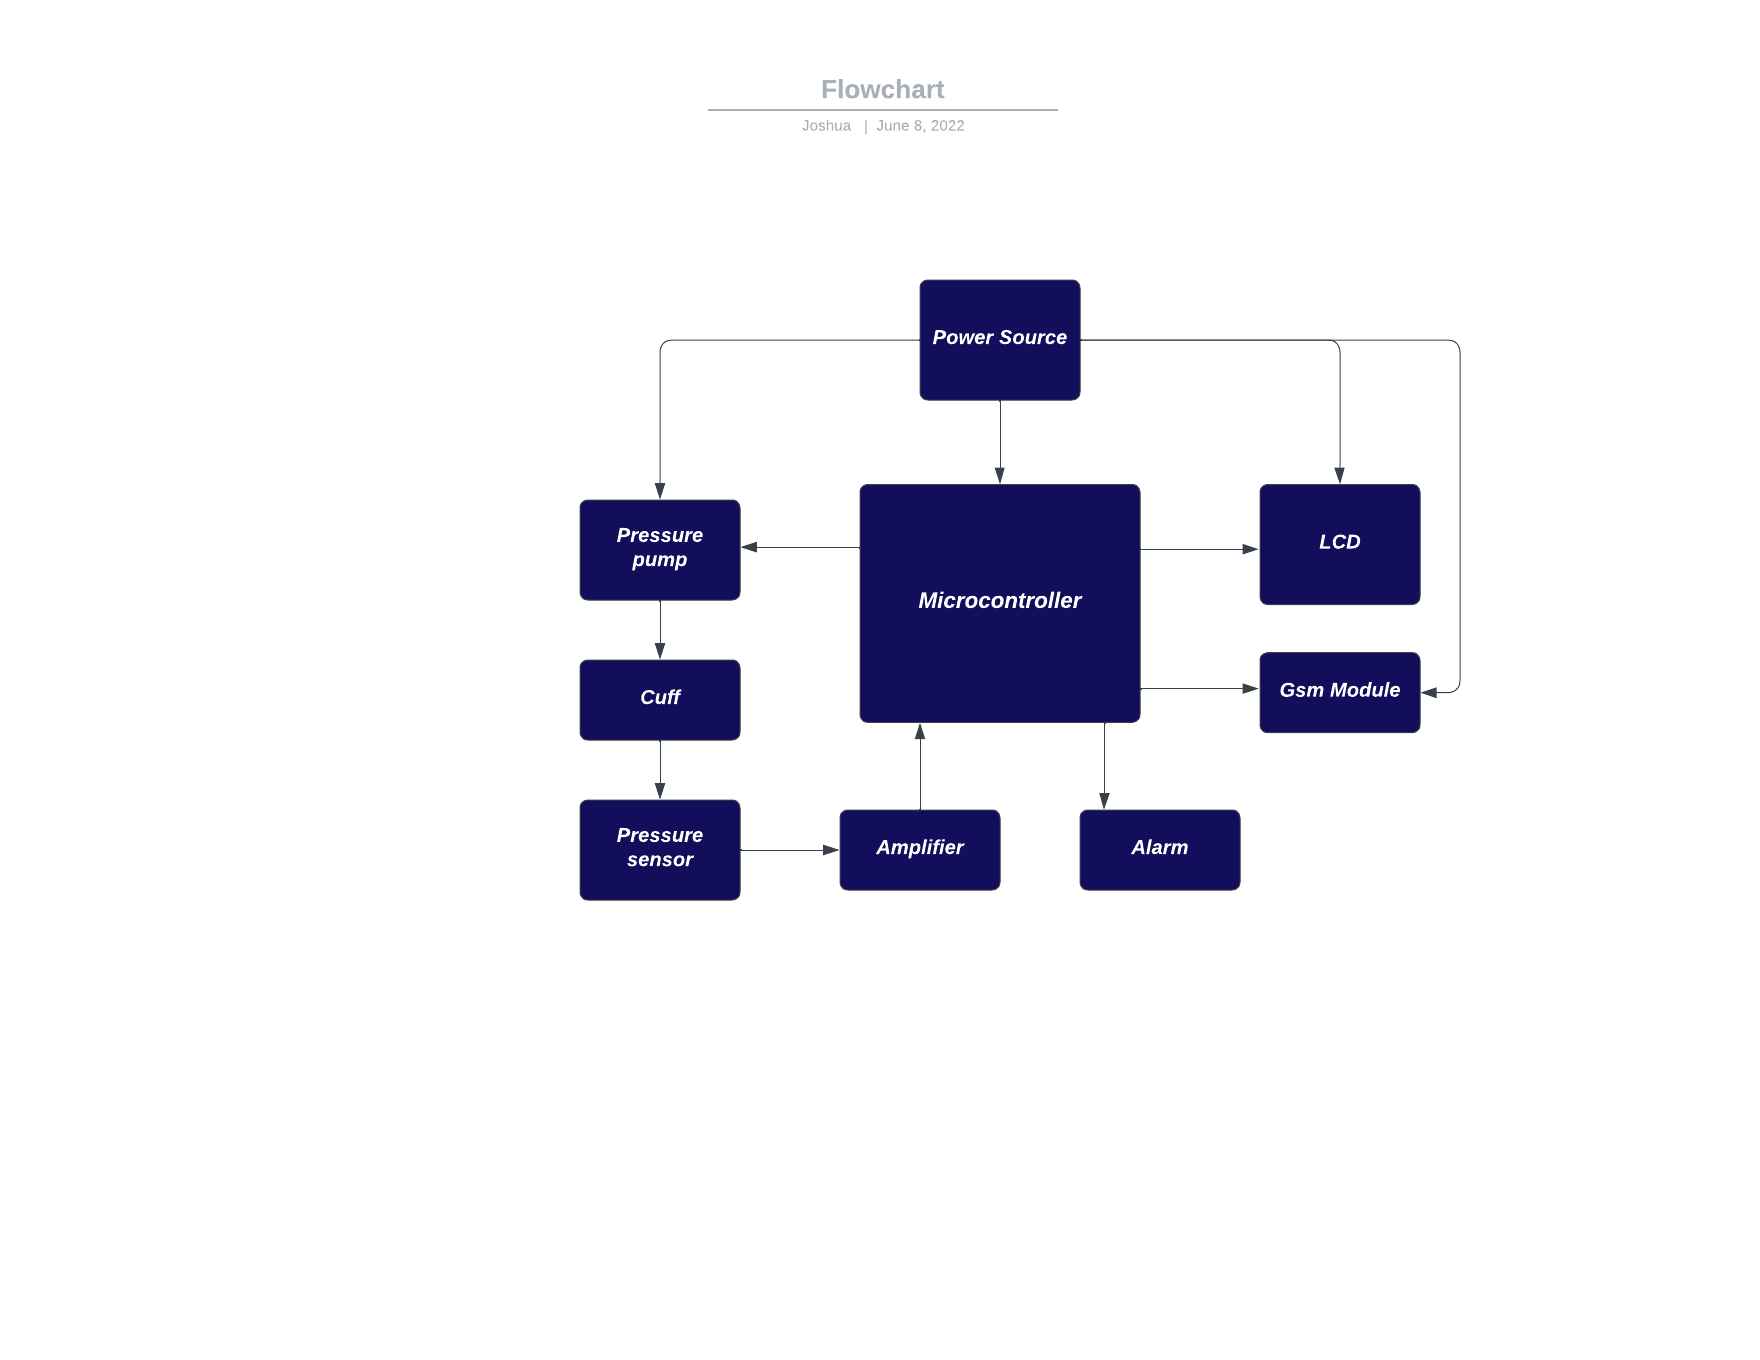 Flowchart
Joshua | June 8, 2022
Power Source
Pressure
pump
Microcontroller
LCD
Cuff
Gsm Module
Pressure
sensor
Amplifier
Alarm